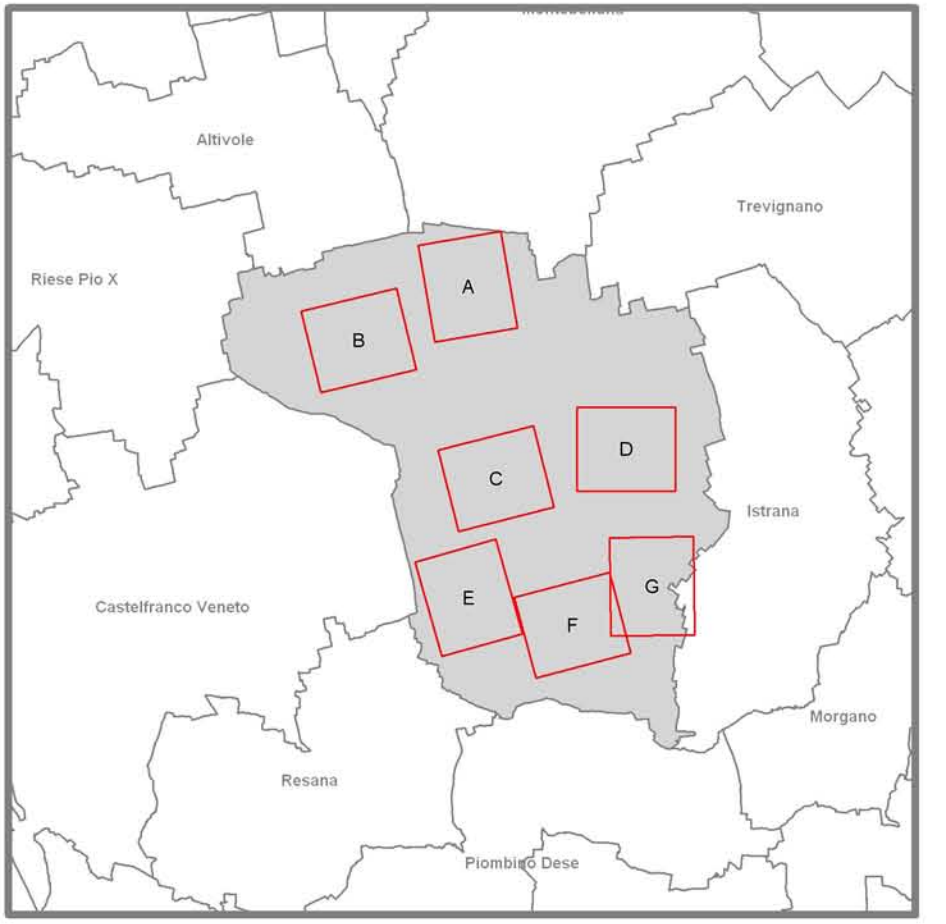 Altivole
Trevignano
Riese Pio X
A
B
D
C
Istrana
G
E
Castelfranco Veneto
F
Morgano
Resana
Piombino Dese